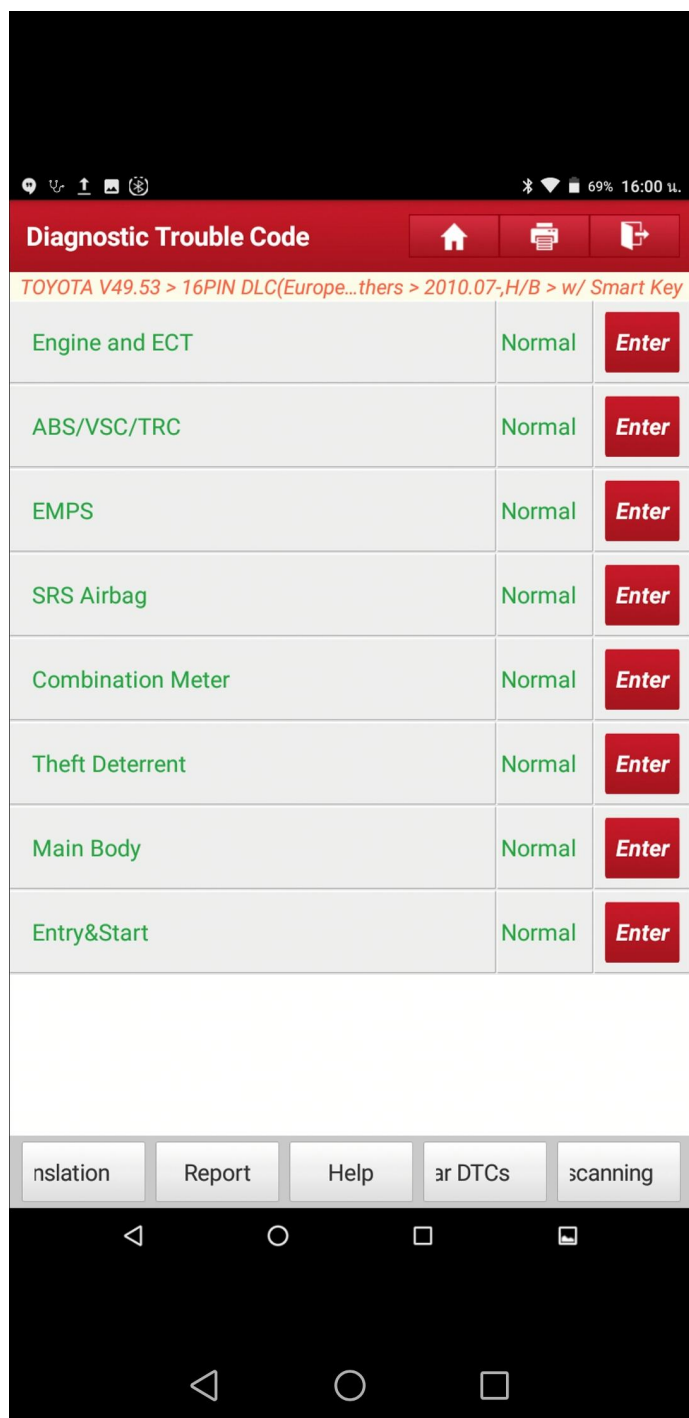 69% 16:00 น.
Diagnostic Trouble Code
TOYOTA V49.53 > 16PIN DLC(Europe...thers > 2010.07-,H/B > w/ Smart Key
Engine and ECT Normal Enter
ABS/VSC/TRC Normal Enter
EMPS Normal Enter
SRS Airbag Normal Enter
Combination Meter Normal Enter
Theft Deterrent Normal Enter
Main Body Normal Enter
Entry&Start Normal Enter
nslation Report Help ar DTCs scanning